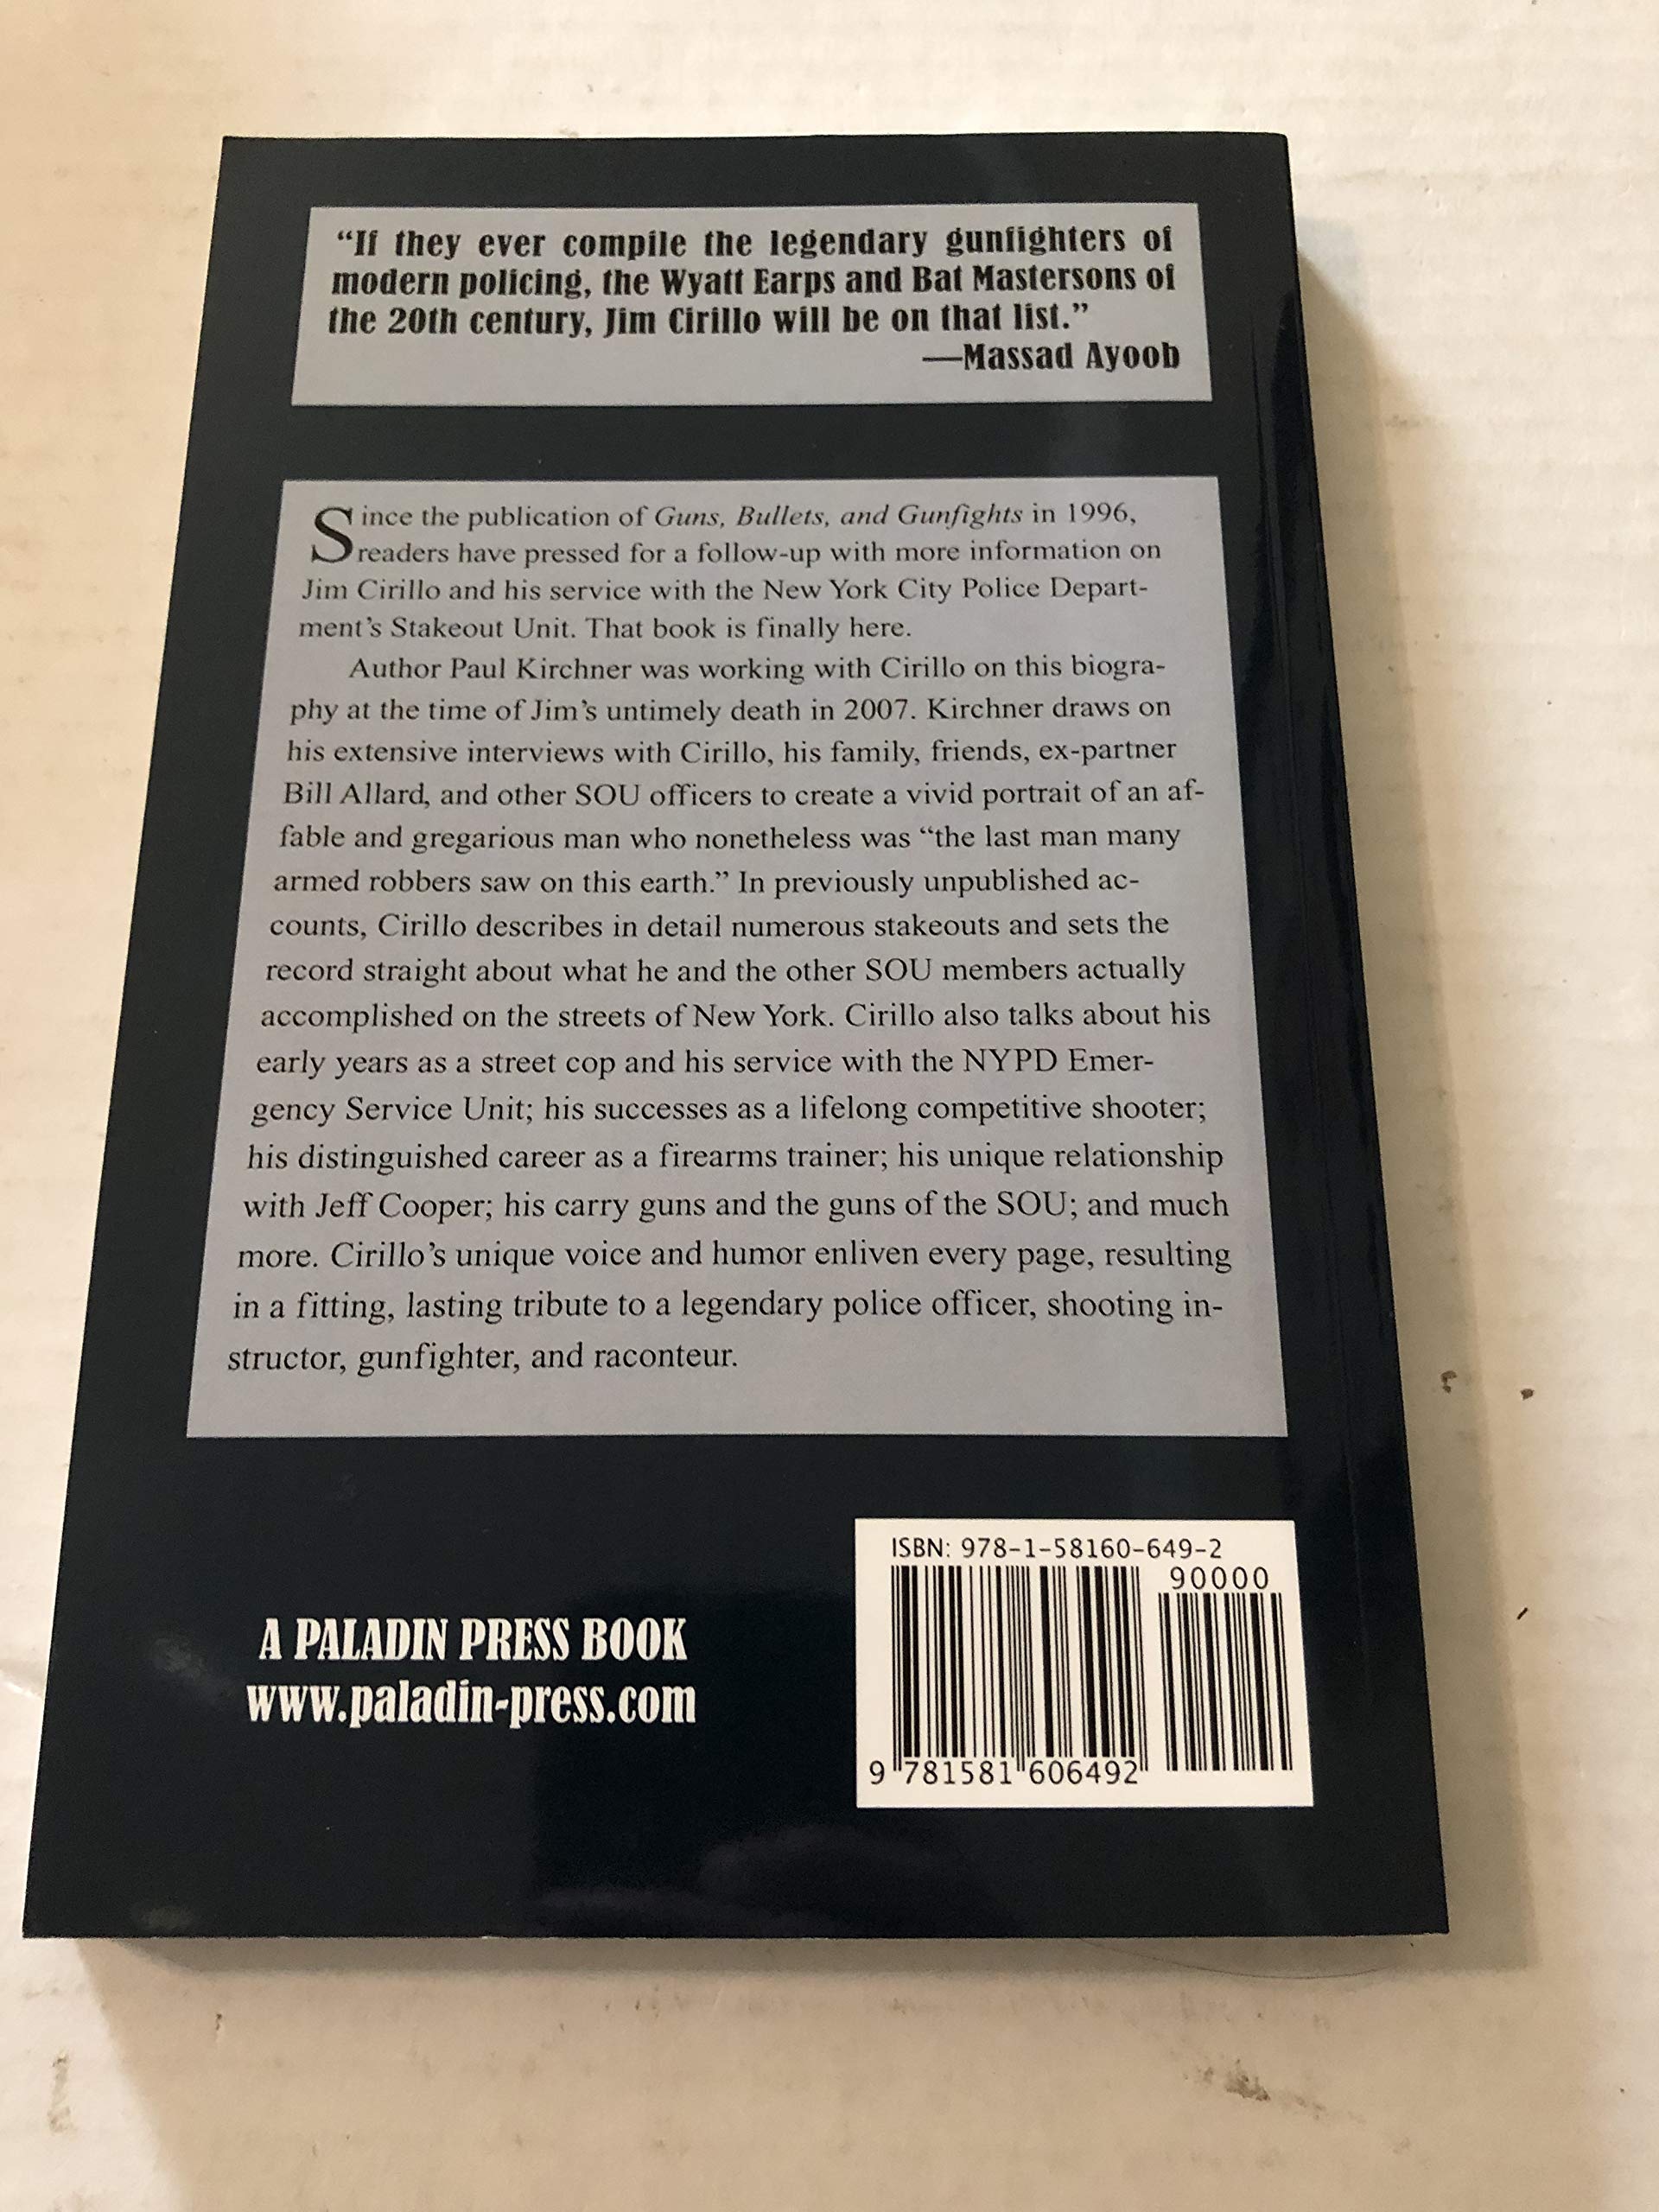 “If they ever compile the legendary gunfighters of
modern policing, the Wyatt Earps and Bat Mastersons of
the 20th century, Jim Cirillo will be on that list.”
—Massad Ayoob
Since the publication of Guns, Bullets, and Gunfights in 1996,
readers have pressed for a follow-up with more information on
Jim Cirillo and his service with the New York City Police Depart-
ment’s Stakeout Unit. That book is finally here.
Author Paul Kirchner was working with Cirillo on this biogra-
phy at the time of Jim’s untimely death in 2007. Kirchner draws on
his extensive interviews with Cirillo, his family, friends, ex-partner
Bill Allard, and other SOU officers to create a vivid portrait of an af-
fable and gregarious man who nonetheless was “the last man many
armed robbers saw on this earth.” In previously unpublished ac-
counts, Cirillo describes in detail numerous stakeouts and sets the
record straight about what he and the other SOU members actually
accomplished on the streets of New York. Cirillo also talks about his
early years as a street cop and his service with the NYPD Emer-
gency Service Unit; his successes as a lifelong competitive shooter;
his distinguished career as a firearms trainer; his unique relationship
with Jeff Cooper; his carry guns and the guns of the SOU; and much
more. Cirillo’s unique voice and humor enliven every page, resulting
in a fitting, lasting tribute to a legendary police officer, shooting in-
structor, gunfighter, and raconteur.
ISBN: 978-1-58160-649-2
90000
9 781581 606492
A PALADIN PRESS BOOK
www.paladin-press.com